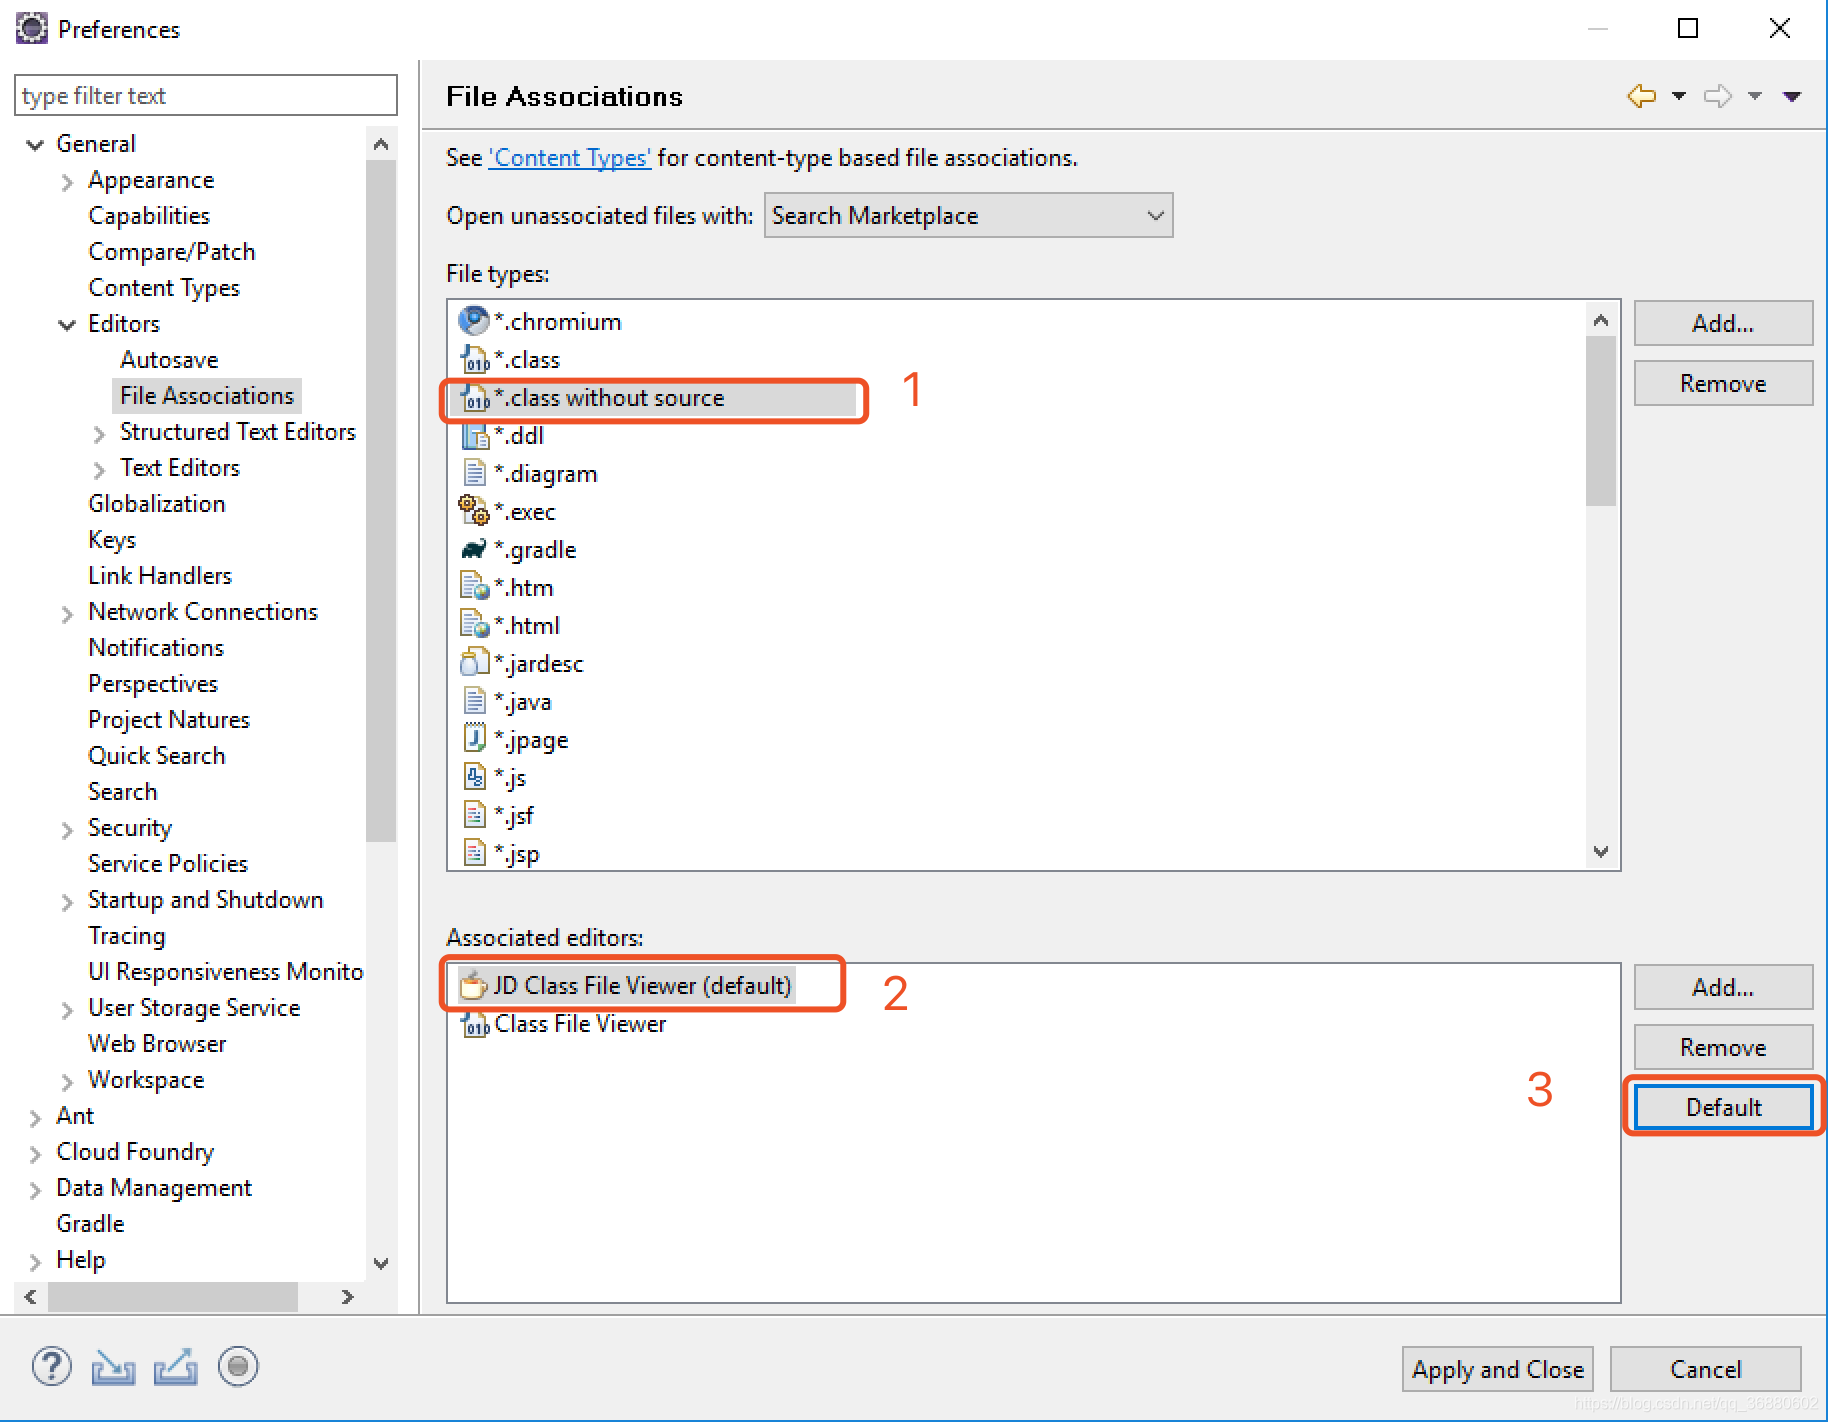 Preferences
type filter text
General
Appearance
Capabilities
Compare/Patch
Content Types
Editors
Autosave
File Associations
Structured Text Editors
Text Editors
Globalization
Keys
Link Handlers
Network Connections
Notifications
Perspectives
Project Natures
Quick Search
Search
Security
Service Policies
Startup and Shutdown
Tracing
UI Responsiveness Monito
User Storage Service
Web Browser
Workspace
Ant
Cloud Foundry
Data Management
Gradle
Help
File Associations
See 'Content Types' for content-type based file associations.
Open unassociated files with: Search Marketplace
File types:
*.chromium
*.class
*.class without source
1
*.ddl
*.diagram
*.exec
*.gradle
*.htm
*.html
*.jardesc
*.java
*.jpage
*.js
*.jsf
*.jsp
Add...
Remove
Associated editors:
JD Class File Viewer (default)
2
Class File Viewer
Add...
Remove
3
Default
Apply and Close
Cancel
https://blog.csdn.net/qq_36880602